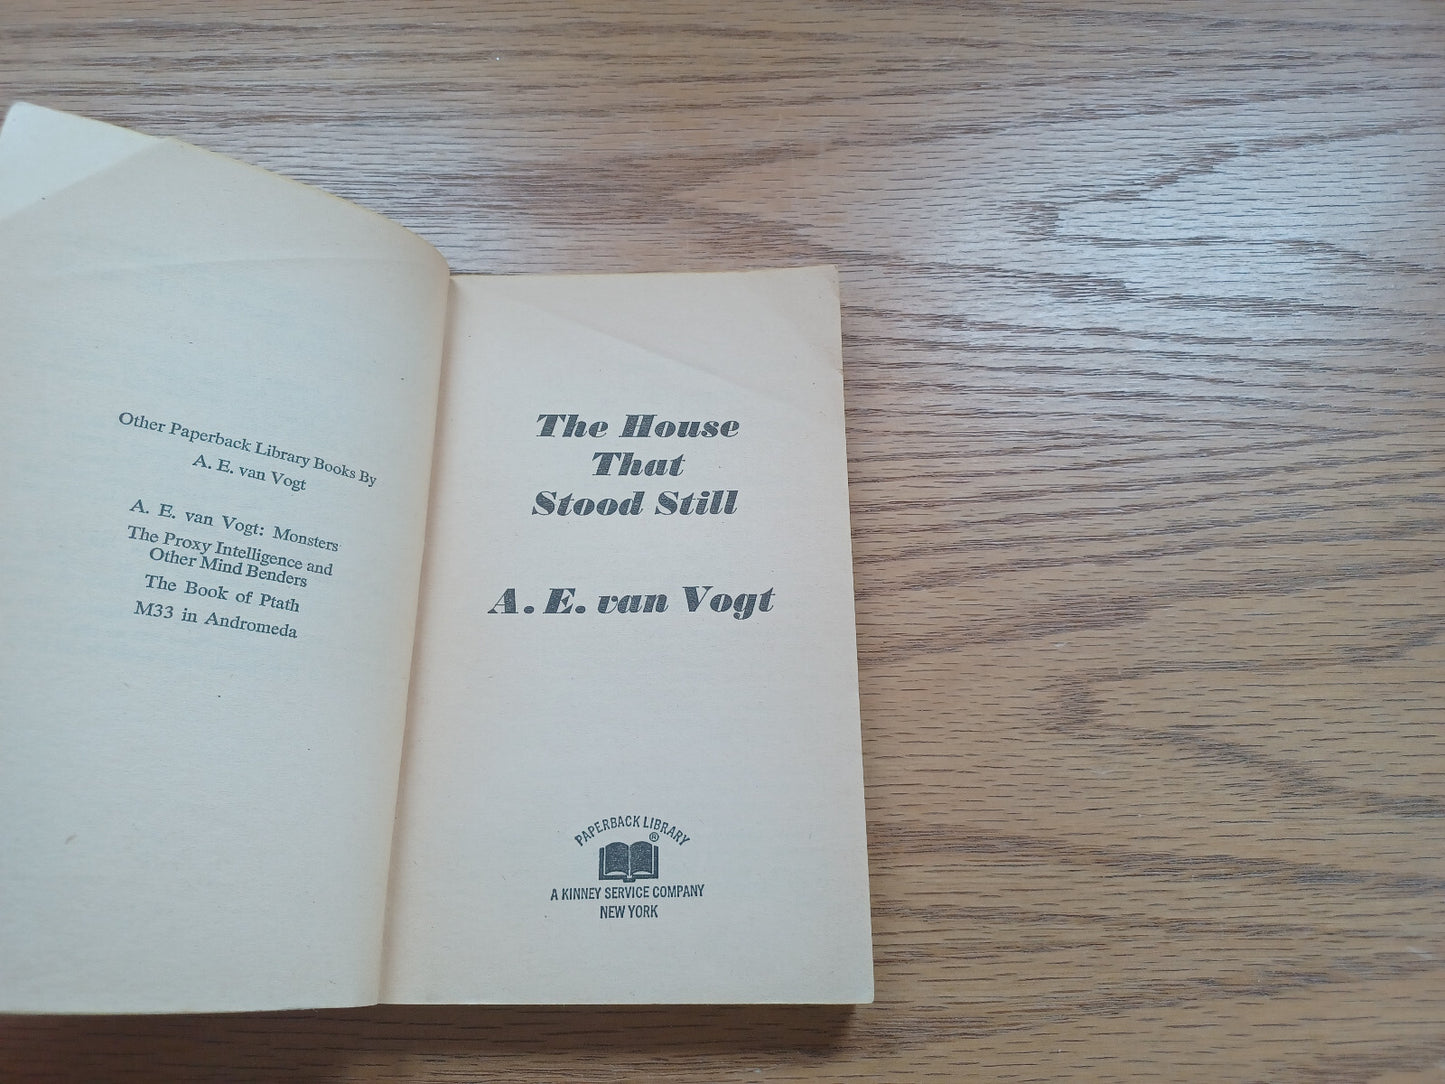 Other Paperback Library Books By
A. E. van Vogt
A. E. van Vogt: Monsters
The Proxy Intelligence and
Other Mind Benders
The Book of Ptath
M33 in Andromeda
The House
That
Stood Still
A. E. van Vogt
PAPERBACK LIBRARY
®
A KINNEY SERVICE COMPANY
NEW YORK